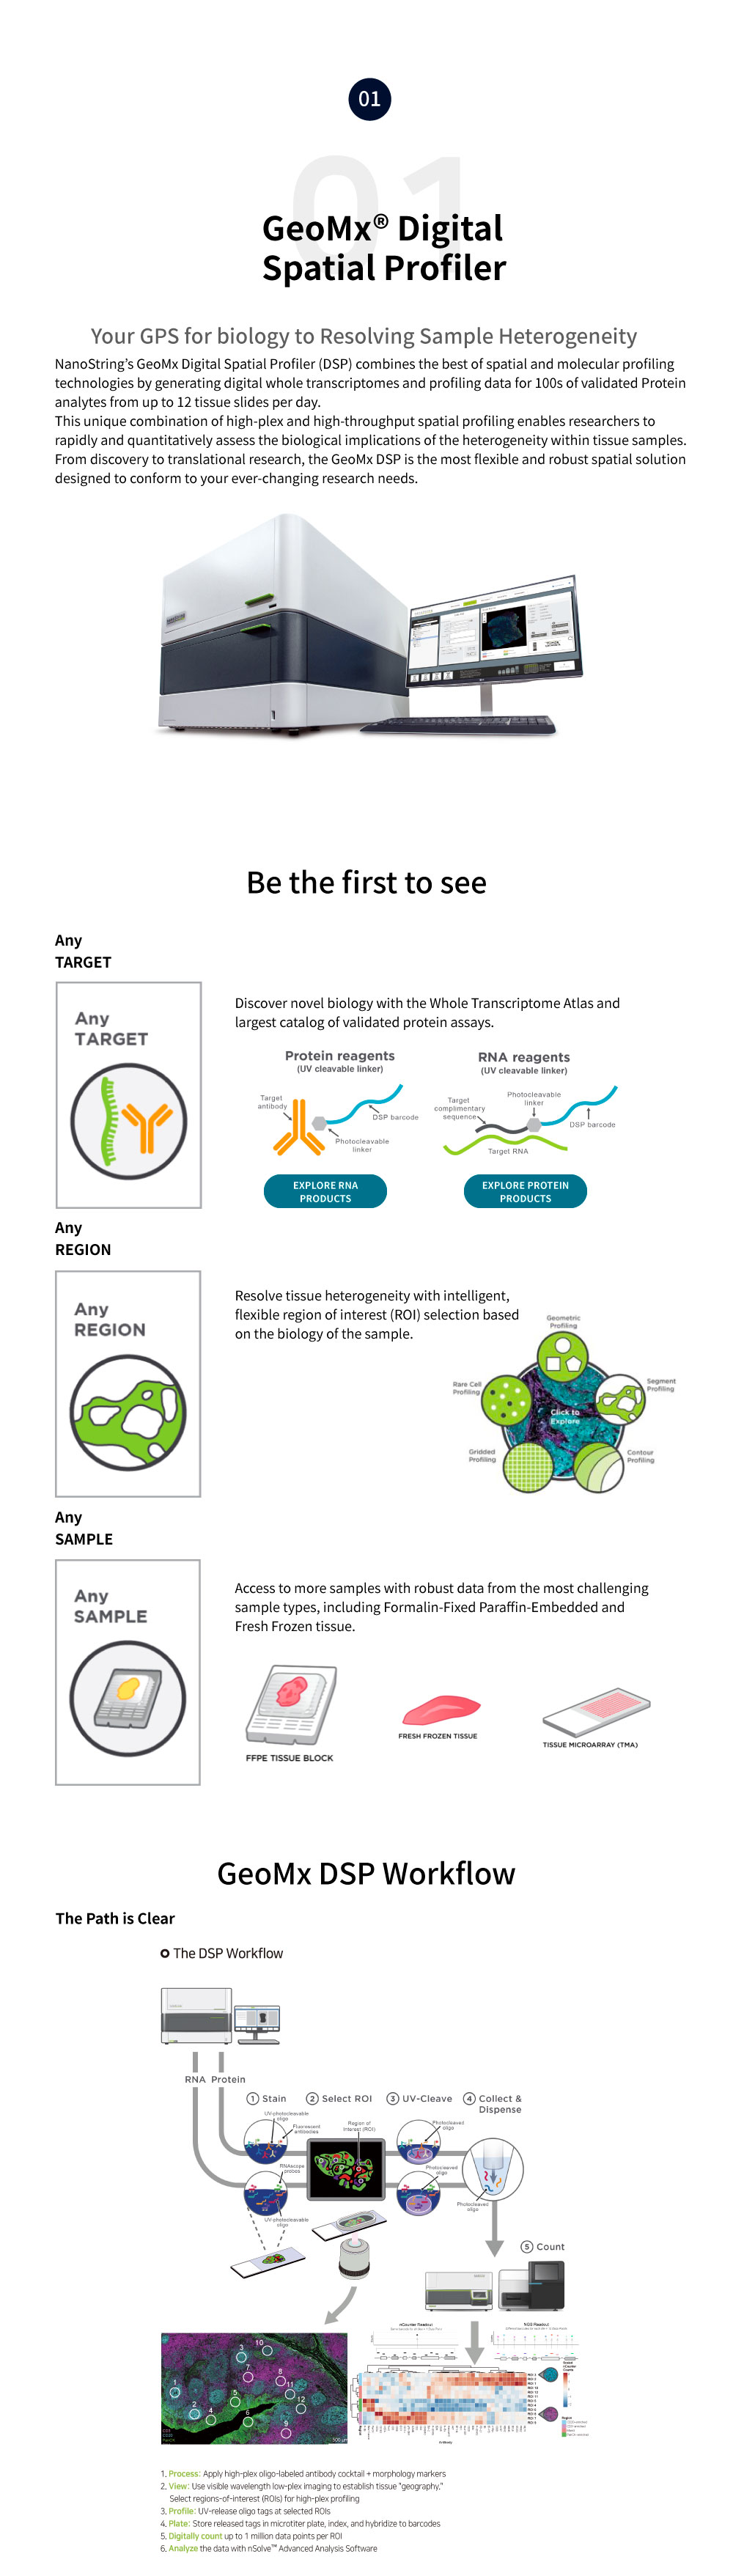 01
01
GeoMx® Digital
Spatial Profiler
Your GPS for biology to Resolving Sample Heterogeneity
NanoString's GeoMx Digital Spatial Profiler (DSP) combines the best of spatial and molecular profiling
technologies by generating digital whole transcriptomes and profiling data for 100s of validated Protein
analytes from up to 12 tissue slides per day.
This unique combination of high-plex and high-throughput spatial profiling enables researchers to
rapidly and quantitatively assess the biological implications of the heterogeneity within tissue samples.
From discovery to translational research, the GeoMx DSP is the most flexible and robust spatial solution
designed to conform to your ever-changing research needs.
Be the first to see
Any
TARGET
Any
TARGET
Discover novel biology with the Whole Transcriptome Atlas and
largest catalog of validated protein assays.
Protein reagents
(UV cleavable linker)
Target
antibody
DSP barcode
Photocleavable
linker
RNA reagents
(UV cleavable linker)
Target
complimentary
sequence
Photocleavable
linker
DSP barcode
Target RNA
EXPLORE RNA
PRODUCTS
EXPLORE PROTEIN
PRODUCTS
Any
REGION
Any
REGION
Resolve tissue heterogeneity with intelligent,
flexible region of interest (ROI) selection based
on the biology of the sample.
Geometric
Profiling
Rare Cell
Profiling
Segment
Profiling
Click to
Explore
Gridded
Profiling
Contour
Profiling
Any
SAMPLE
Any
SAMPLE
Access to more samples with robust data from the most challenging
sample types, including Formalin-Fixed Paraffin-Embedded and
Fresh Frozen tissue.
FFPE TISSUE BLOCK
FRESH FROZEN TISSUE
TISSUE MICROARRAY (TMA)
GeoMx DSP Workflow
The Path is Clear
The DSP Workflow
RNA Protein
1 Stain
2 Select ROI
3 UV-Cleave
4 Collect &
Dispense
UV-photocleavable
oligo
Fluorescent
antibodies
Region of
Interest (ROI)
Photocleaved
oligo
RNAscope
probes
Photocleaved
oligo
UV-photocleavable
oligo
Photocleaved
oligo
5 Count
nCounter Readout
NGS Readout
1
2
3
4
5
6
7
8
9
10
11
12
1. Process: Apply high-plex oligo-labeled antibody cocktail + morphology markers
2. View: Use visible wavelength low-plex imaging to establish tissue "geography,"
Select regions-of-interest (ROIs) for high-plex profiling
3. Profile: UV-release oligo tags at selected ROIs
4. Plate: Store released tags in microtiter plate, index, and hybridize to barcodes
5. Digitally count up to 1 million data points per ROI
6. Analyze the data with nSolve™ Advanced Analysis Software